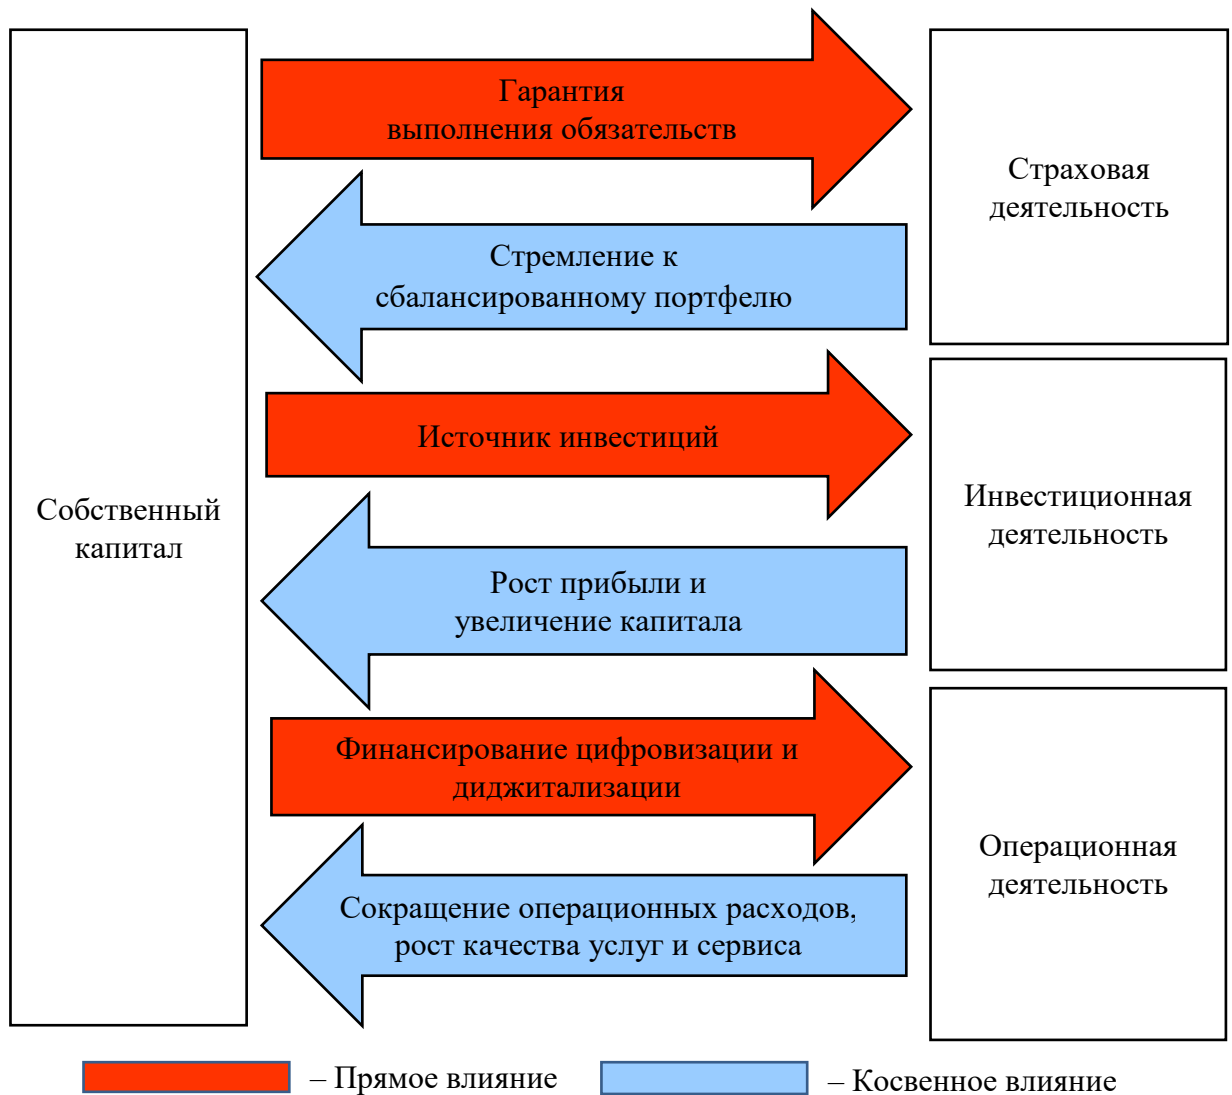 Гарантия
выполнения обязательств
Страховая
деятельность
Стремление к
сбалансированному портфелю
Источник инвестиций
Собственный
капитал
Инвестиционная
деятельность
Рост прибыли и
увеличение капитала
Финансирование цифровизации и
диджитализации
Операционная
деятельность
Сокращение операционных расходов,
рост качества услуг и сервиса
– Прямое влияние
– Косвенное влияние